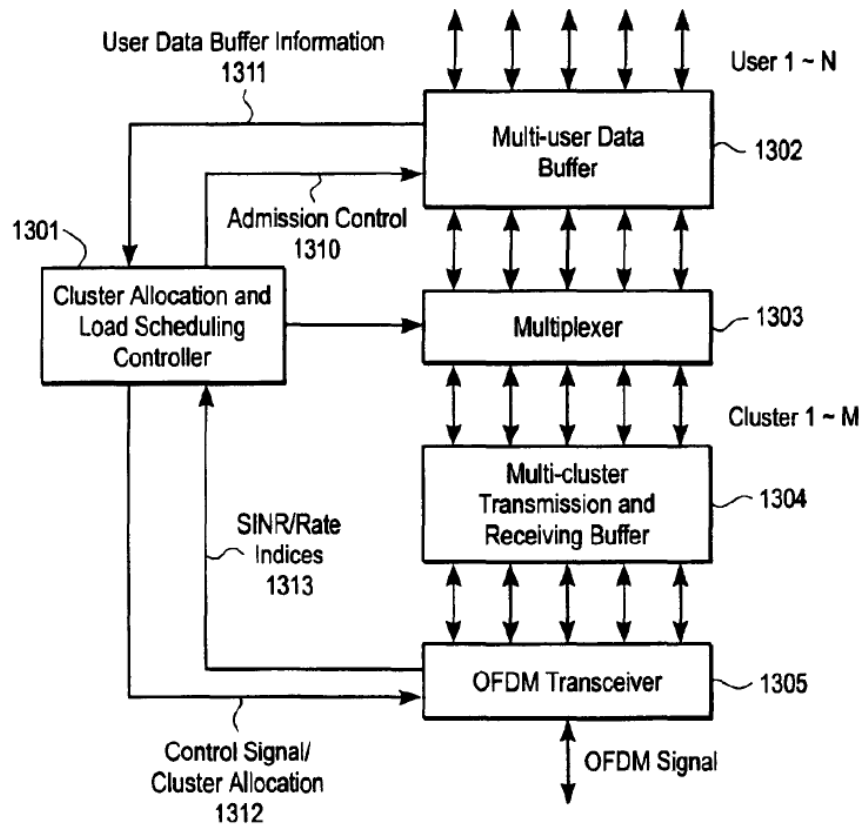 User Data Buffer Information
1311
User 1 ~ N
Multi-user Data
Buffer
1302
Admission Control
1310
1301
Cluster Allocation and
Load Scheduling
Controller
Multiplexer
1303
Cluster 1 ~ M
Multi-cluster
Transmission and
Receiving Buffer
1304
SINR/Rate
Indices
1313
OFDM Transceiver
1305
Control Signal/
Cluster Allocation
1312
OFDM Signal